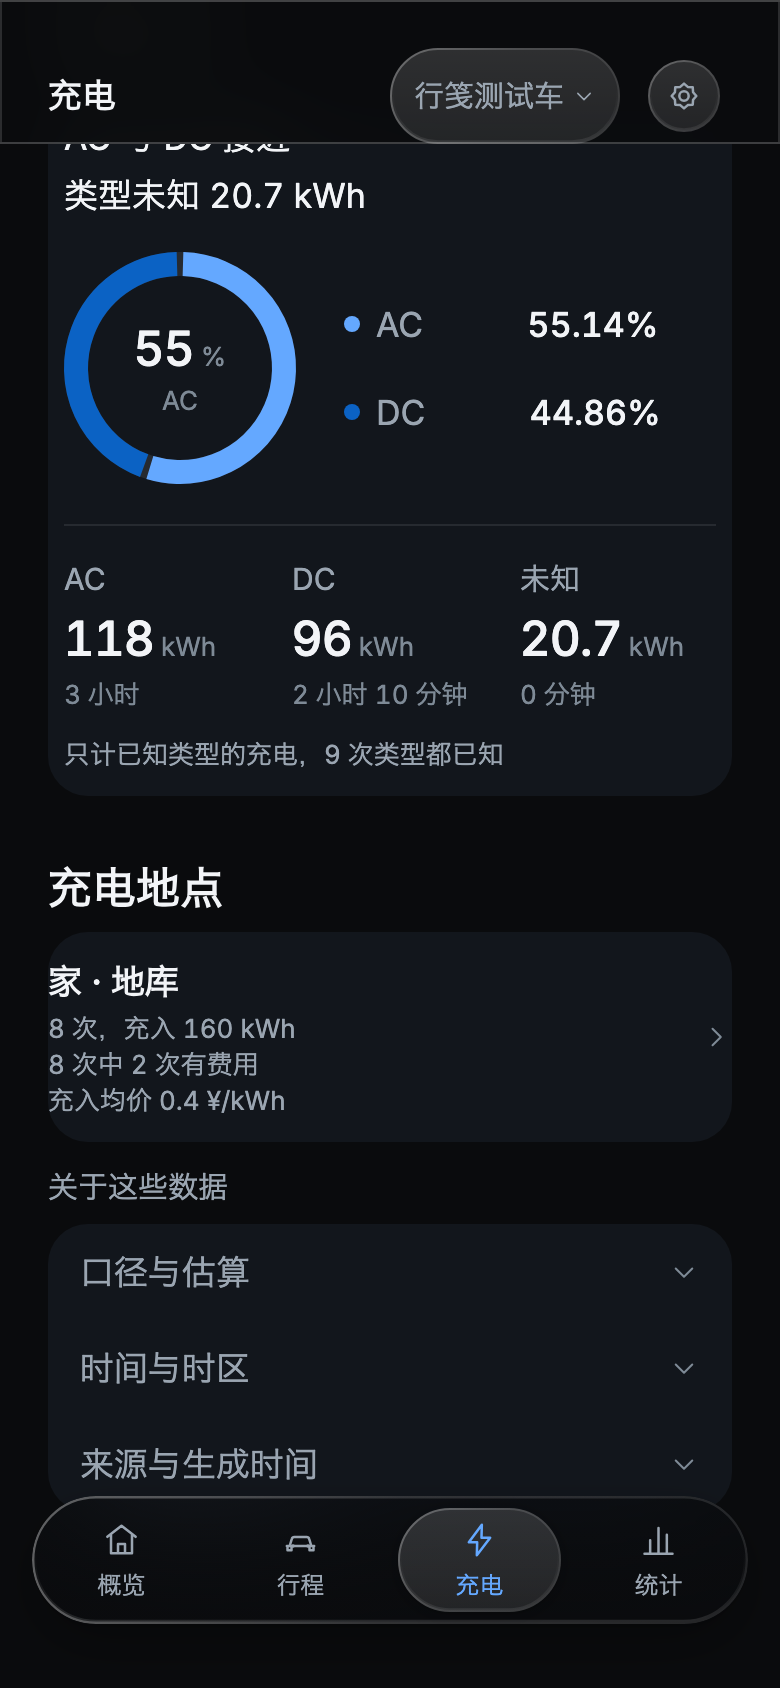 充电
行笺测试车
AC 与 DC 接近
类型未知 20.7 kWh
55 %
AC
AC 55.14%
DC 44.86%
AC DC 未知
118 kWh 96 kWh 20.7 kWh
3 小时 2 小时 10 分钟 0 分钟
只计已知类型的充电，9 次类型都已知
充电地点
家 · 地库
8 次，充入 160 kWh
8 次中 2 次有费用
充入均价 0.4 ¥/kWh
关于这些数据
口径与估算
时间与时区
来源与生成时间
概览 行程 充电 统计